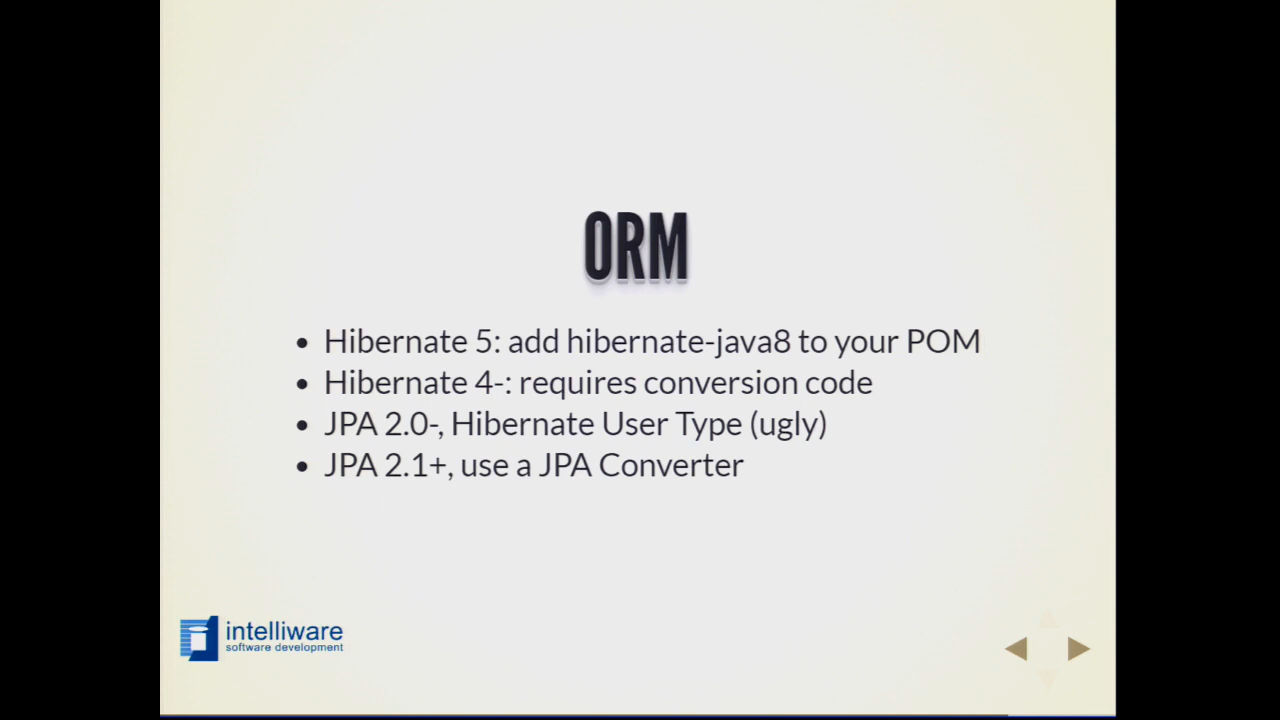 ORM
• Hibernate 5: add hibernate-java8 to your POM
• Hibernate 4-: requires conversion code
• JPA 2.0-, Hibernate User Type (ugly)
• JPA 2.1+, use a JPA Converter
intelliware
software development